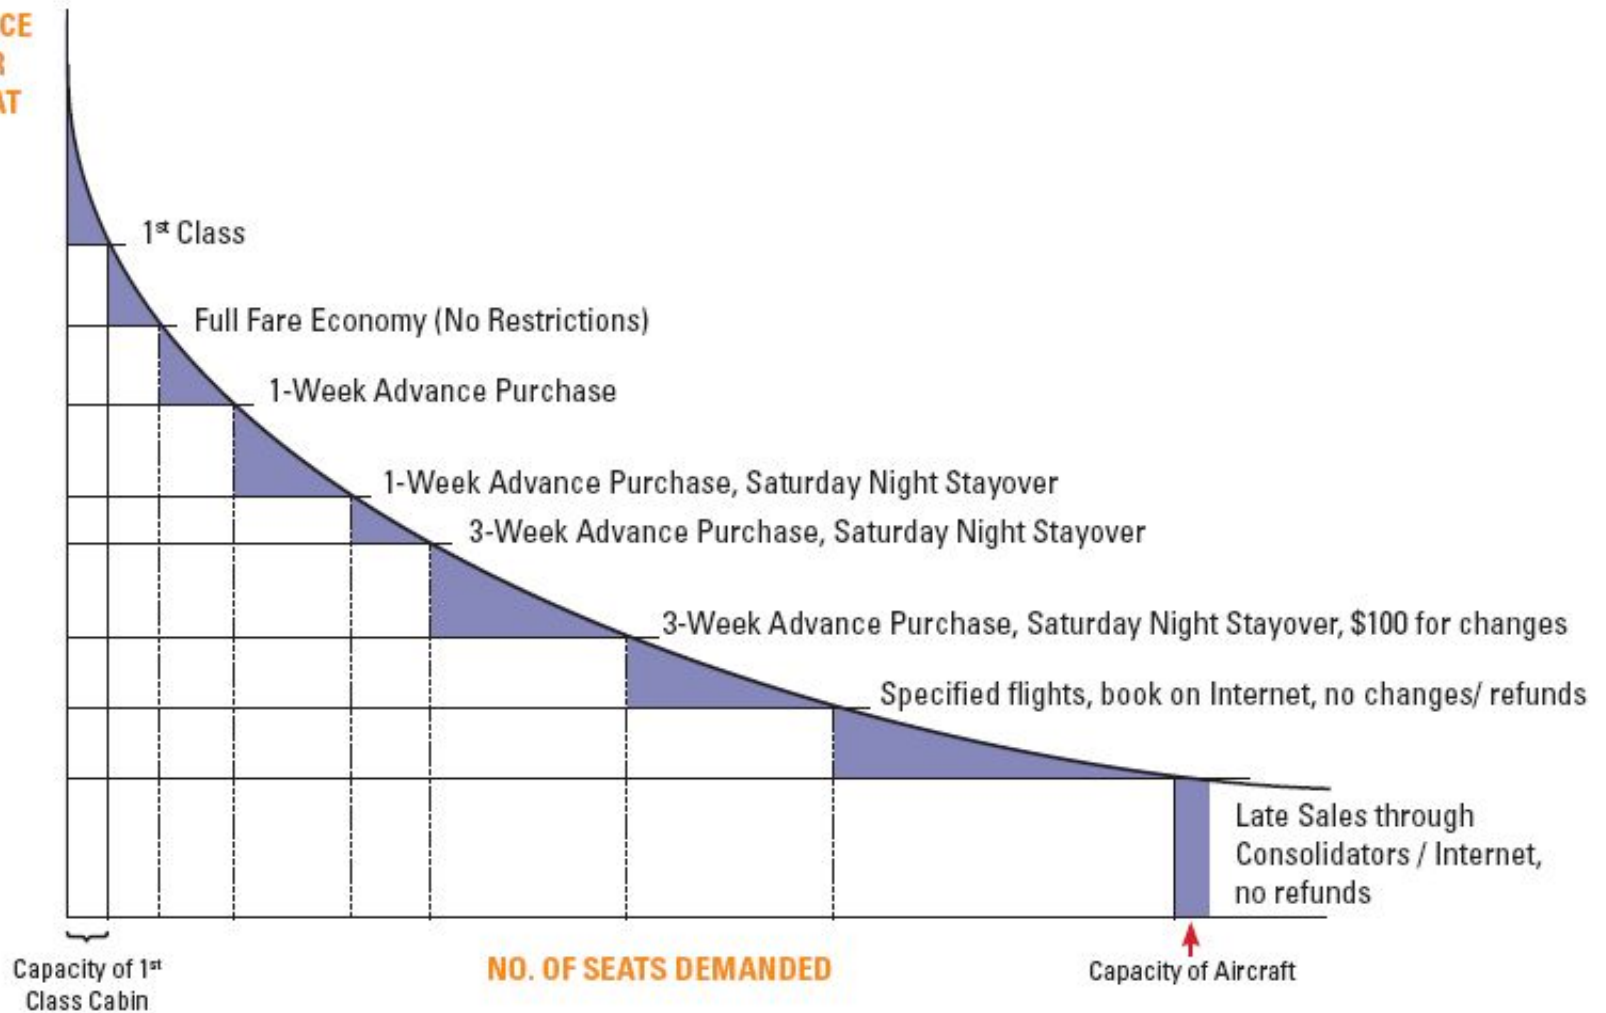 CE
R
AT
1st Class
Full Fare Economy (No Restrictions)
1-Week Advance Purchase
1-Week Advance Purchase, Saturday Night Stayover
3-Week Advance Purchase, Saturday Night Stayover
3-Week Advance Purchase, Saturday Night Stayover, $100 for changes
Specified flights, book on Internet, no changes/ refunds
Late Sales through
Consolidators / Internet,
no refunds
Capacity of 1st
Class Cabin
NO. OF SEATS DEMANDED
Capacity of Aircraft